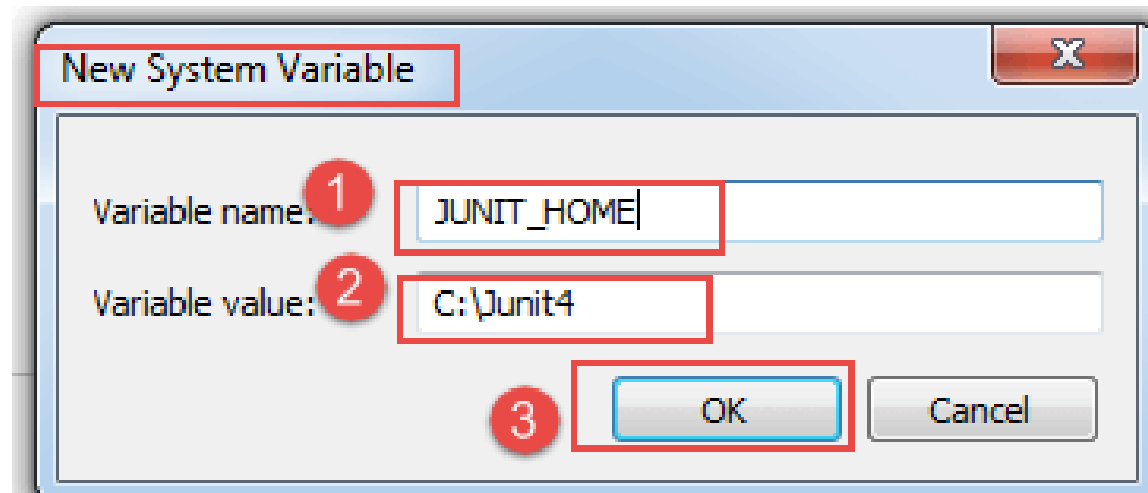 New System Variable
Variable name: 1 JUNIT_HOME
Variable value: 2 C:\Junit4
3 OK Cancel